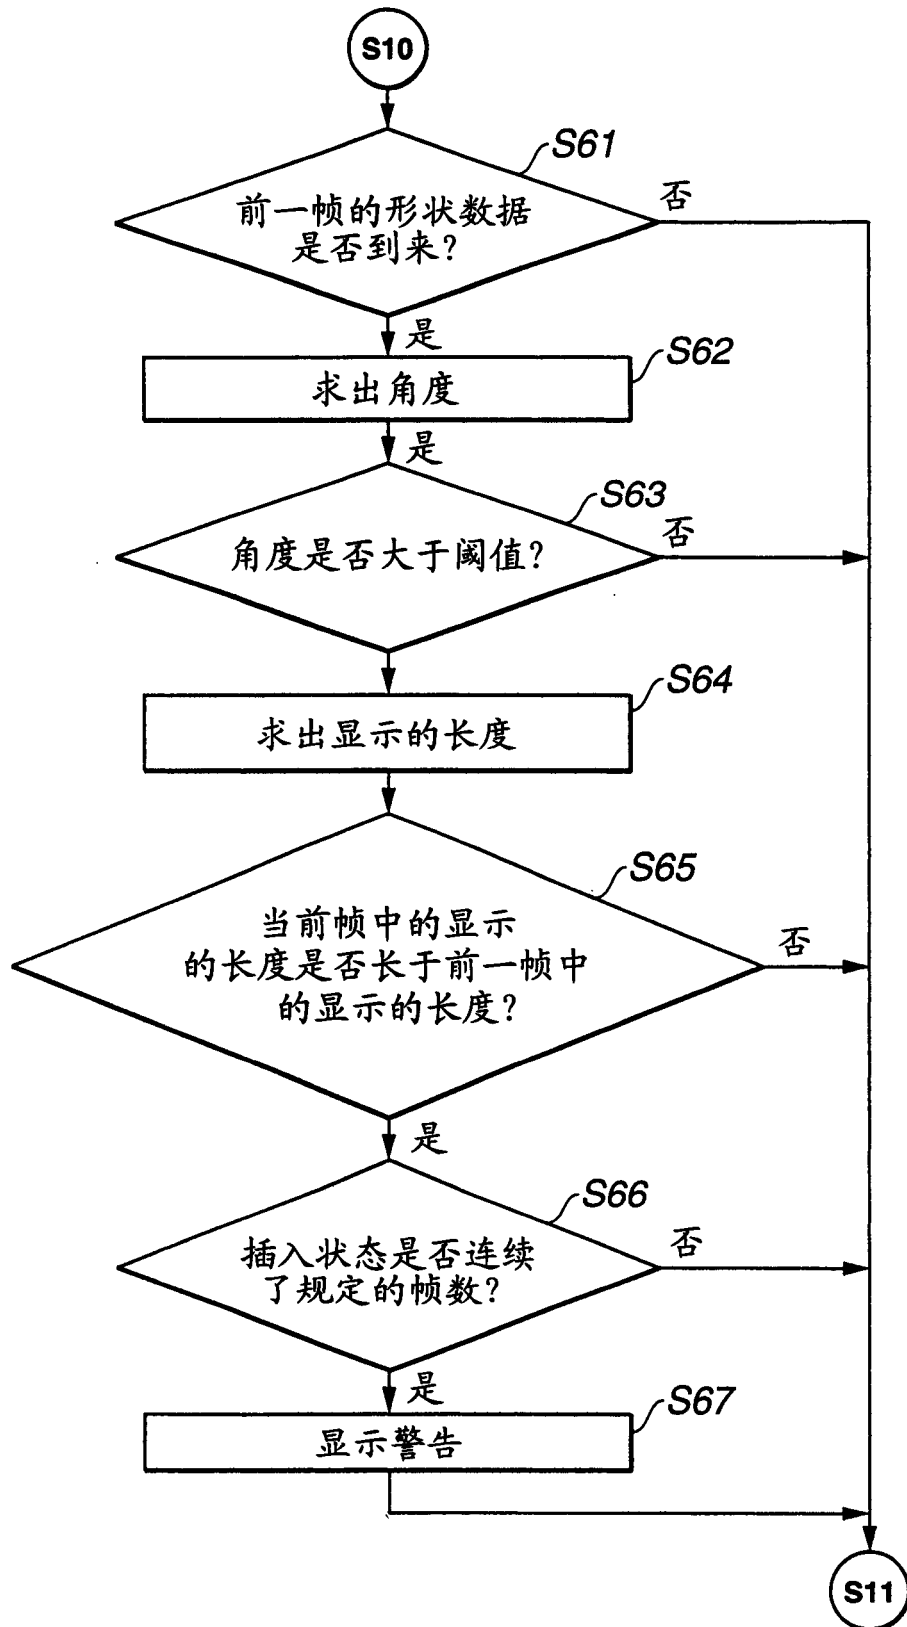 S10
S61
前一帧的形状数据
是否到来?
否
是
S62
求出角度
是
S63
角度是否大于阈值?
否
S64
求出显示的长度
S65
当前帧中的显示
的长度是否长于前一帧中
的显示的长度?
否
是
S66
插入状态是否连续
了规定的帧数?
否
是
S67
显示警告
S11